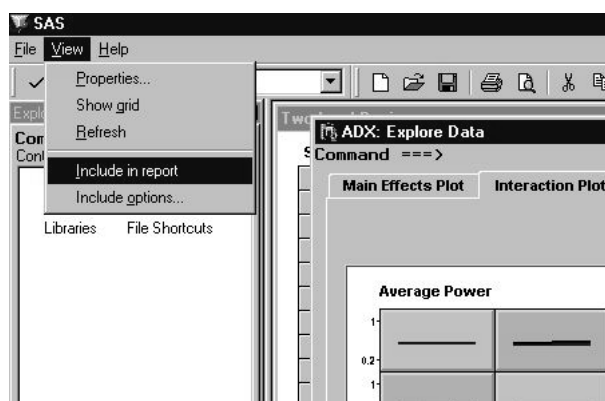 SAS
File View Help
Properties...
Show grid
Refresh
Include in report
Include options...
Libraries File Shortcuts
ADX: Explore Data
Command ===>
Main Effects Plot Interaction Plot
Average Power
1
0.2
1